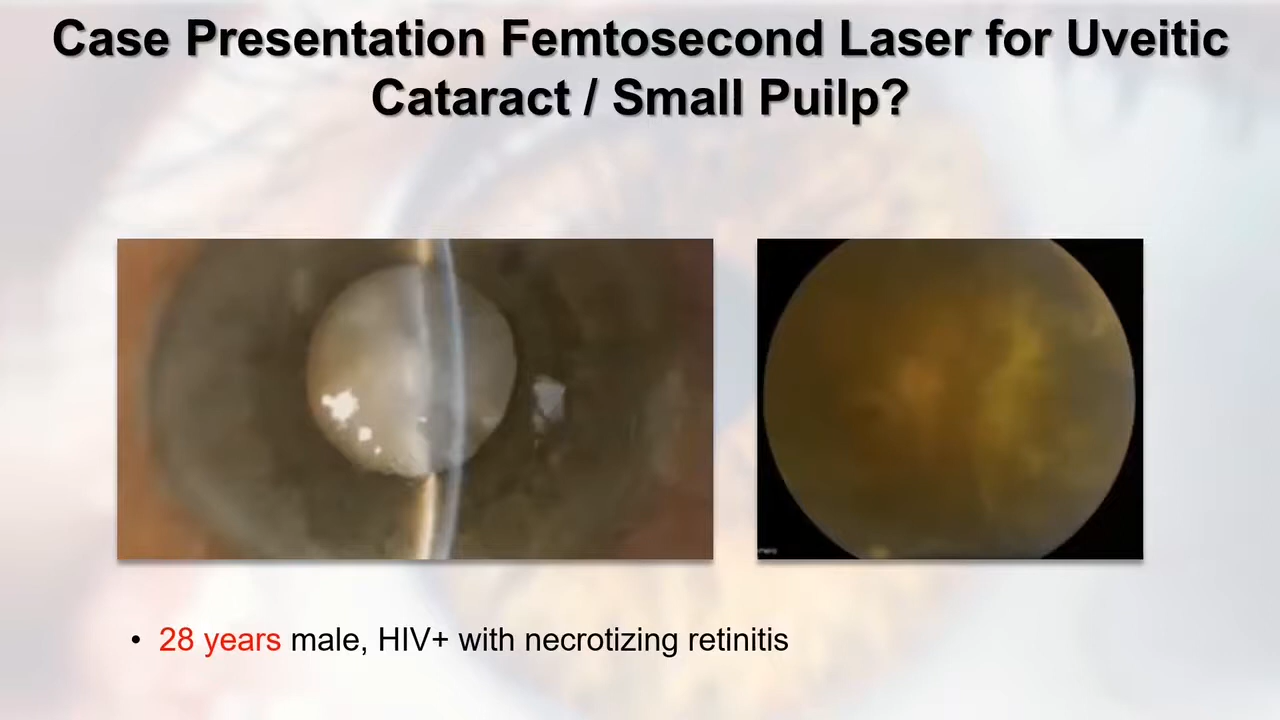 Case Presentation Femtosecond Laser for Uveitic
Cataract / Small Puilp?
• 28 years male, HIV+ with necrotizing retinitis